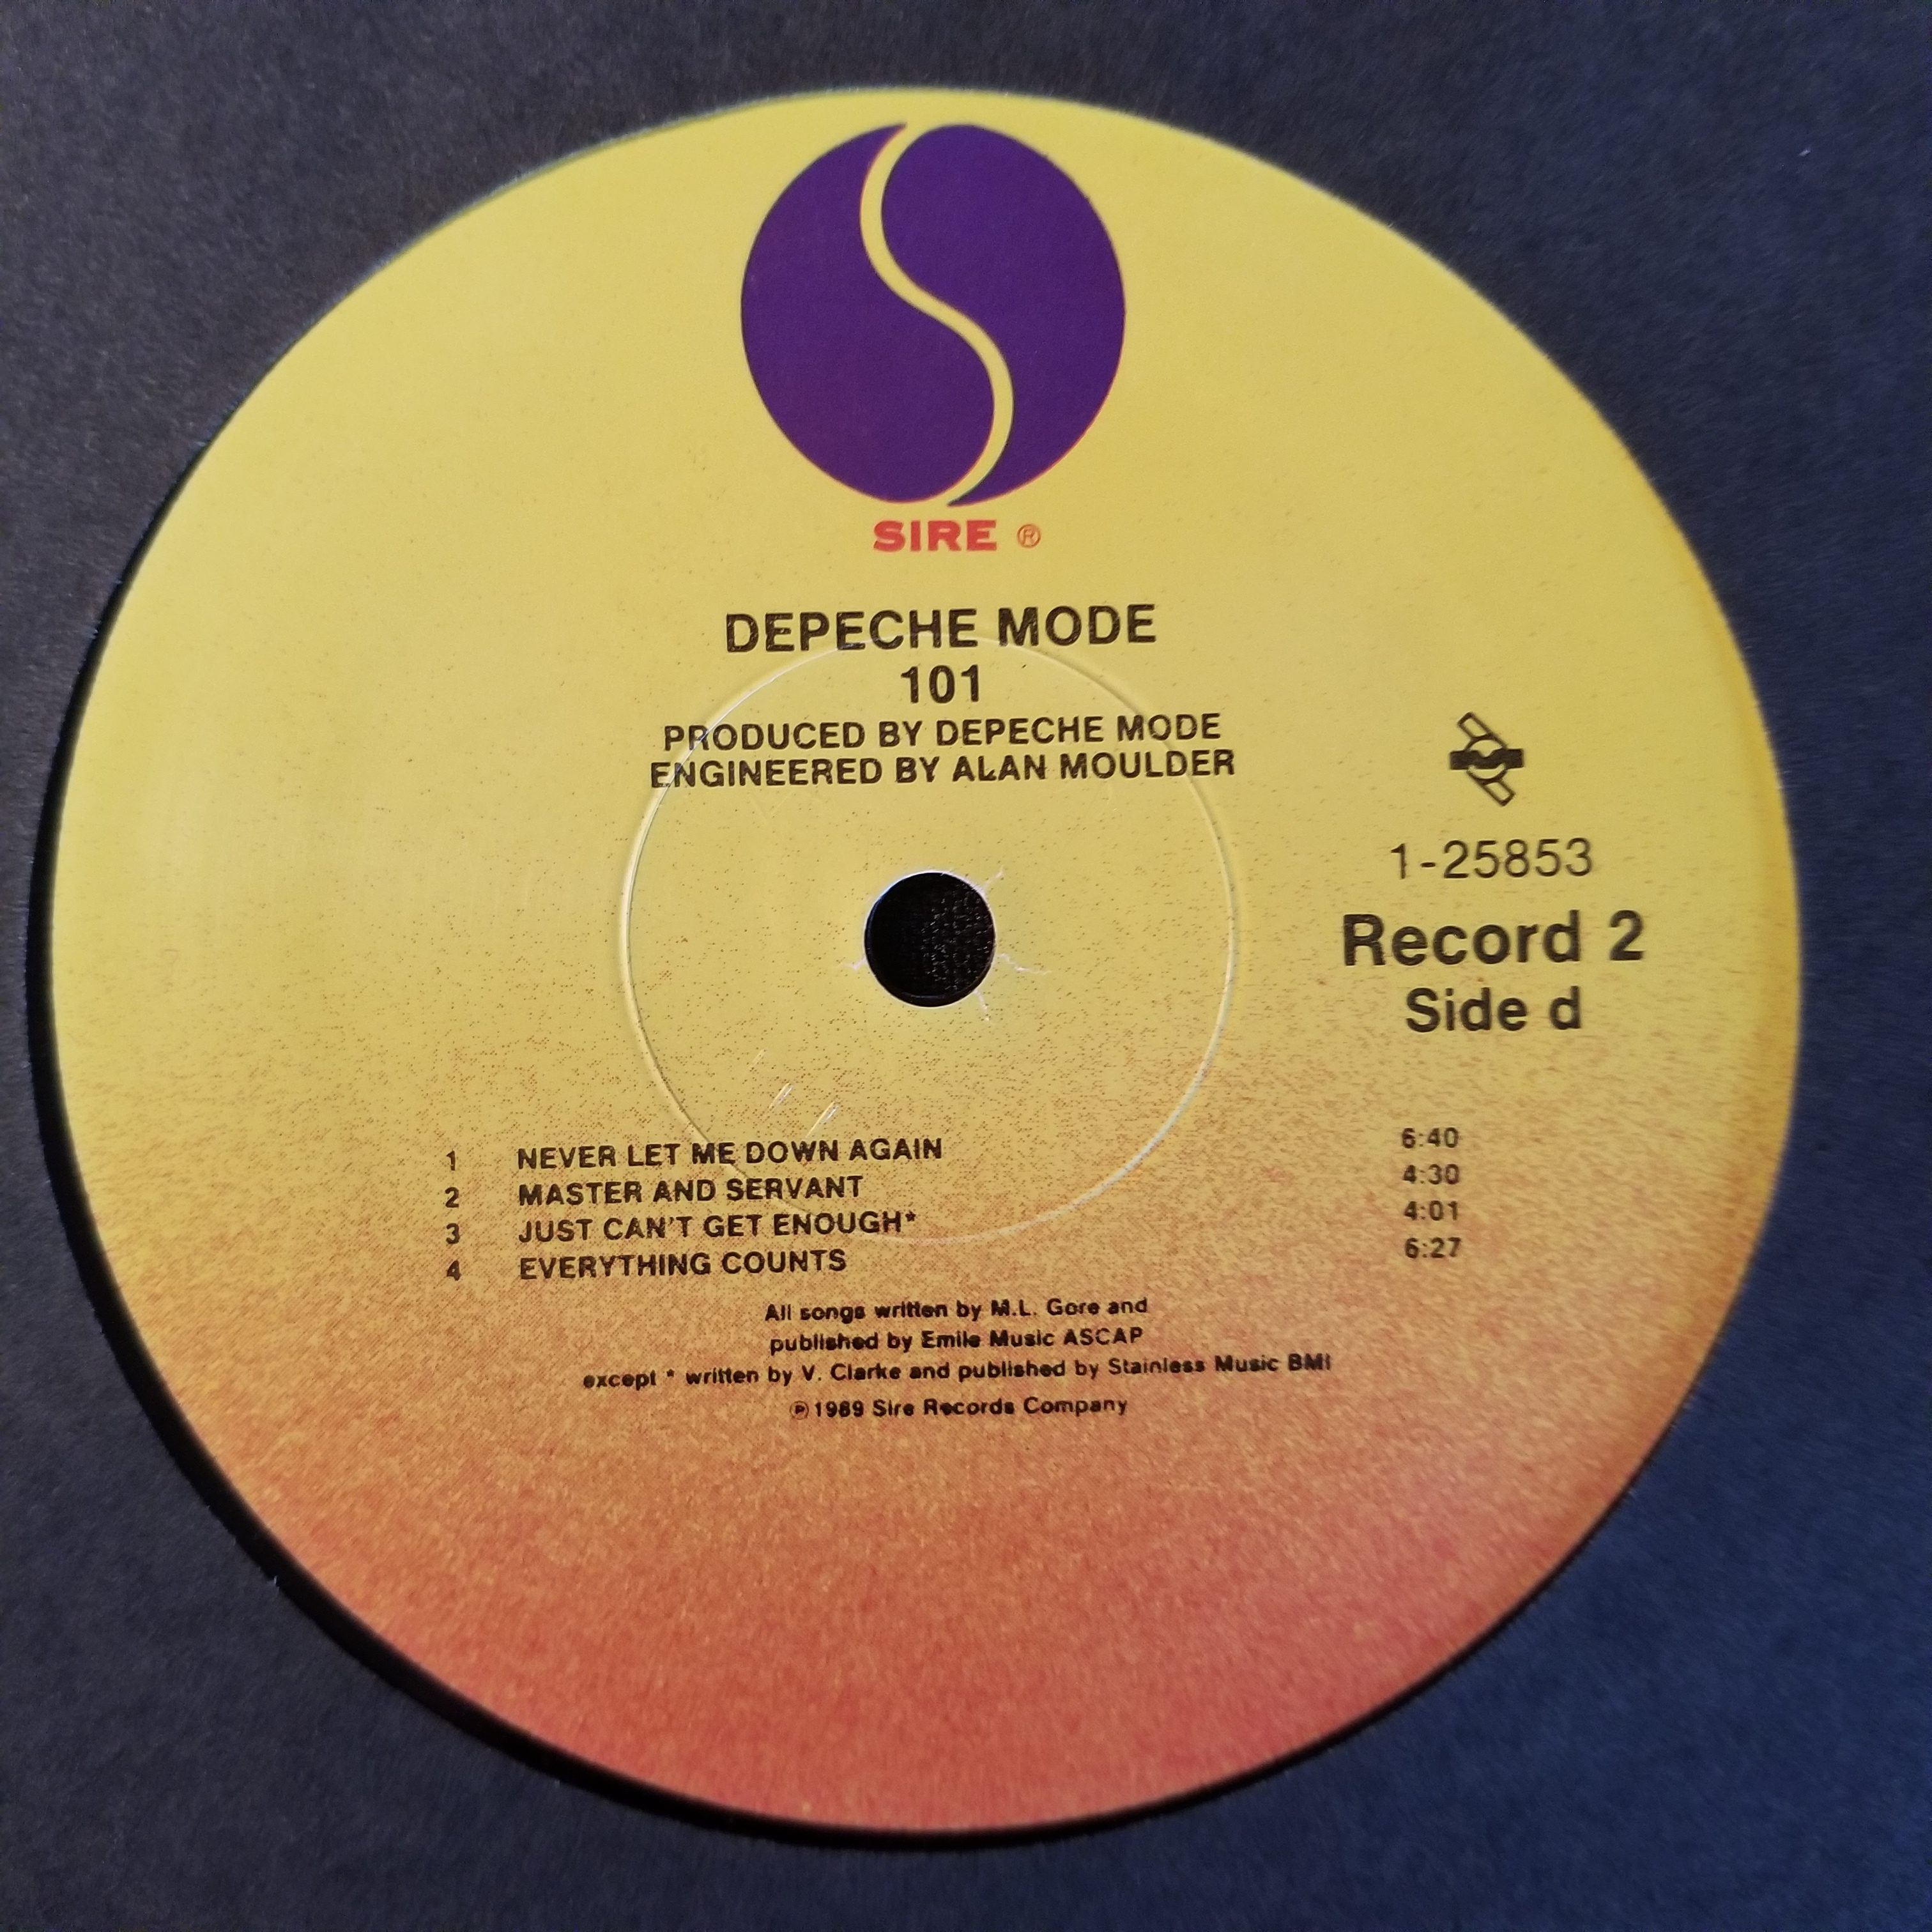 SIRE ®
DEPECHE MODE
101
PRODUCED BY DEPECHE MODE
ENGINEERED BY ALAN MOULDER
1-25853
Record 2
Side d
1 NEVER LET ME DOWN AGAIN 6:40
2 MASTER AND SERVANT 4:30
3 JUST CAN'T GET ENOUGH* 4:01
4 EVERYTHING COUNTS 6:27
All songs written by M.L. Gore and
published by Emile Music ASCAP
except * written by V. Clarke and published by Stainless Music BMI
℗1989 Sire Records Company